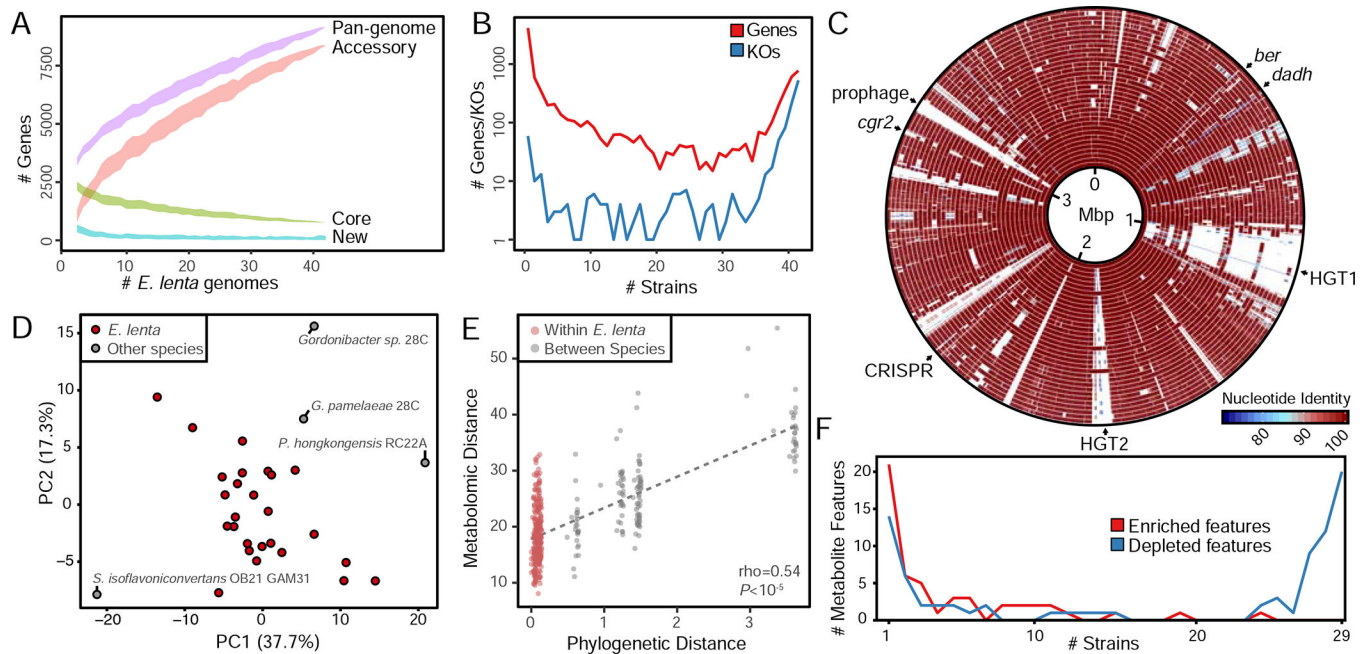 A
# Genes
7500
5000
2500
0
Pan-genome
Accessory
Core
New
0
10
20
30
40
# E. lenta genomes
B
# Genes/KOs
1000
100
10
1
Genes
KOs
0
10
20
30
40
# Strains
C
ber
dadh
prophage
cgr2
0
3
Mbp
1
2
HGT1
CRISPR
HGT2
Nucleotide Identity
80
90
100
D
E. lenta
Other species
PC2 (17.3%)
15
10
5
0
−5
Gordonibacter sp. 28C
G. pamelaeae 28C
P. hongkongensis RC22A
S. isoflavoniconvertans OB21 GAM31
−20
−10
0
10
20
PC1 (37.7%)
E
Within E. lenta
Between Species
Metabolomic Distance
50
40
30
20
10
rho=0.54
P<10-5
0
1
2
3
Phylogenetic Distance
F
# Metabolite Features
20
15
10
5
0
Enriched features
Depleted features
1
10
20
29
# Strains